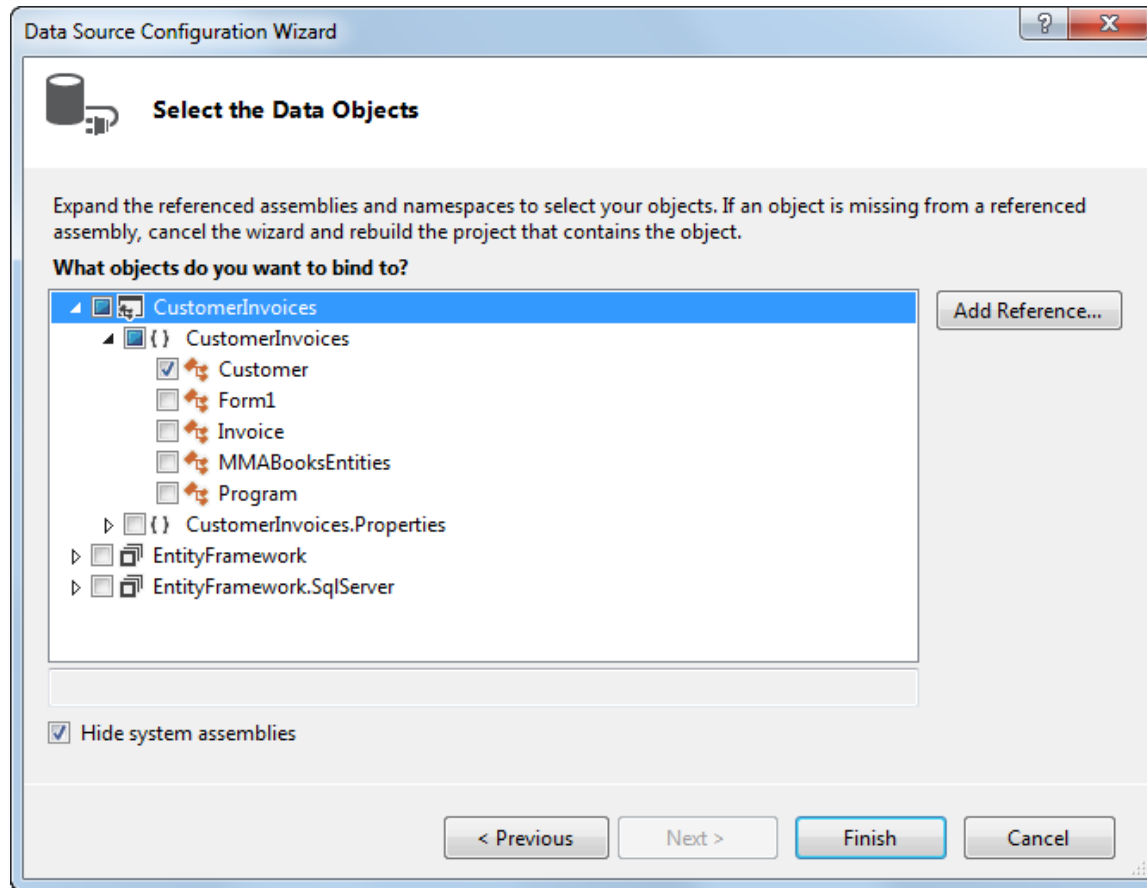 Data Source Configuration Wizard
Select the Data Objects
Expand the referenced assemblies and namespaces to select your objects. If an object is missing from a referenced
assembly, cancel the wizard and rebuild the project that contains the object.
What objects do you want to bind to?
CustomerInvoices
Add Reference...
{ } CustomerInvoices
Customer
Form1
Invoice
MMABooksEntities
Program
{ } CustomerInvoices.Properties
EntityFramework
EntityFramework.SqlServer
Hide system assemblies
< Previous
Next >
Finish
Cancel